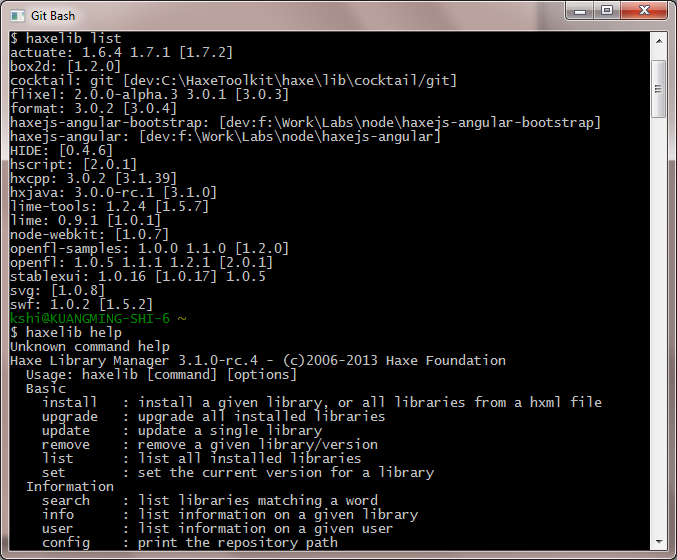 Git Bash
$ haxelib list
actuate: 1.6.4 1.7.1 [1.7.2]
box2d: [1.2.0]
cocktail: git [dev:C:\HaxeToolkit\haxe\lib\cocktail/git]
flixel: 2.0.0-alpha.3 3.0.1 [3.0.3]
format: 3.0.2 [3.0.4]
haxejs-angular-bootstrap: [dev:f:\Work\Labs\node\haxejs-angular-bootstrap]
haxejs-angular: [dev:f:\Work\Labs\node\haxejs-angular]
HIDE: [0.4.6]
hscript: [2.0.1]
hxcpp: 3.0.2 [3.1.39]
hxjava: 3.0.0-rc.1 [3.1.0]
lime-tools: 1.2.4 [1.5.7]
lime: 0.9.1 [1.0.1]
node-webkit: [1.0.7]
openfl-samples: 1.0.0 1.1.0 [1.2.0]
openfl: 1.0.5 1.1.1 1.2.1 [2.0.1]
stablexui: 1.0.16 [1.0.17] 1.0.5
svg: [1.0.8]
swf: 1.0.2 [1.5.2]
kshi@KUANGMING-SHI-6 ~
$ haxelib help
Unknown command help
Haxe Library Manager 3.1.0-rc.4 - (c)2006-2013 Haxe Foundation
  Usage: haxelib [command] [options]
  Basic
    install   : install a given library, or all libraries from a hxml file
    upgrade   : upgrade all installed libraries
    update    : update a single library
    remove    : remove a given library/version
    list      : list all installed libraries
    set       : set the current version for a library
  Information
    search    : list libraries matching a word
    info      : list information on a given library
    user      : list information on a given user
    config    : print the repository path